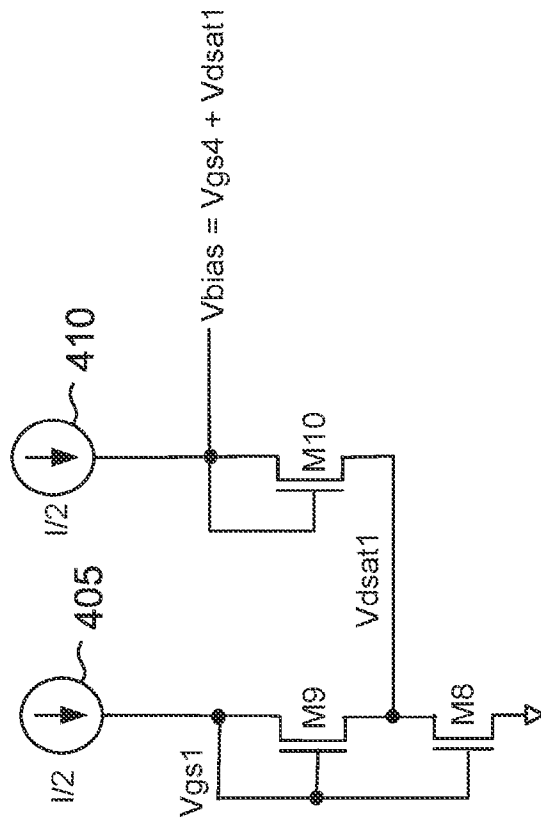 I/2
405
I/2
410
Vgs1
M9
M8
Vdsat1
M10
Vbias = Vgs4 + Vdsat1